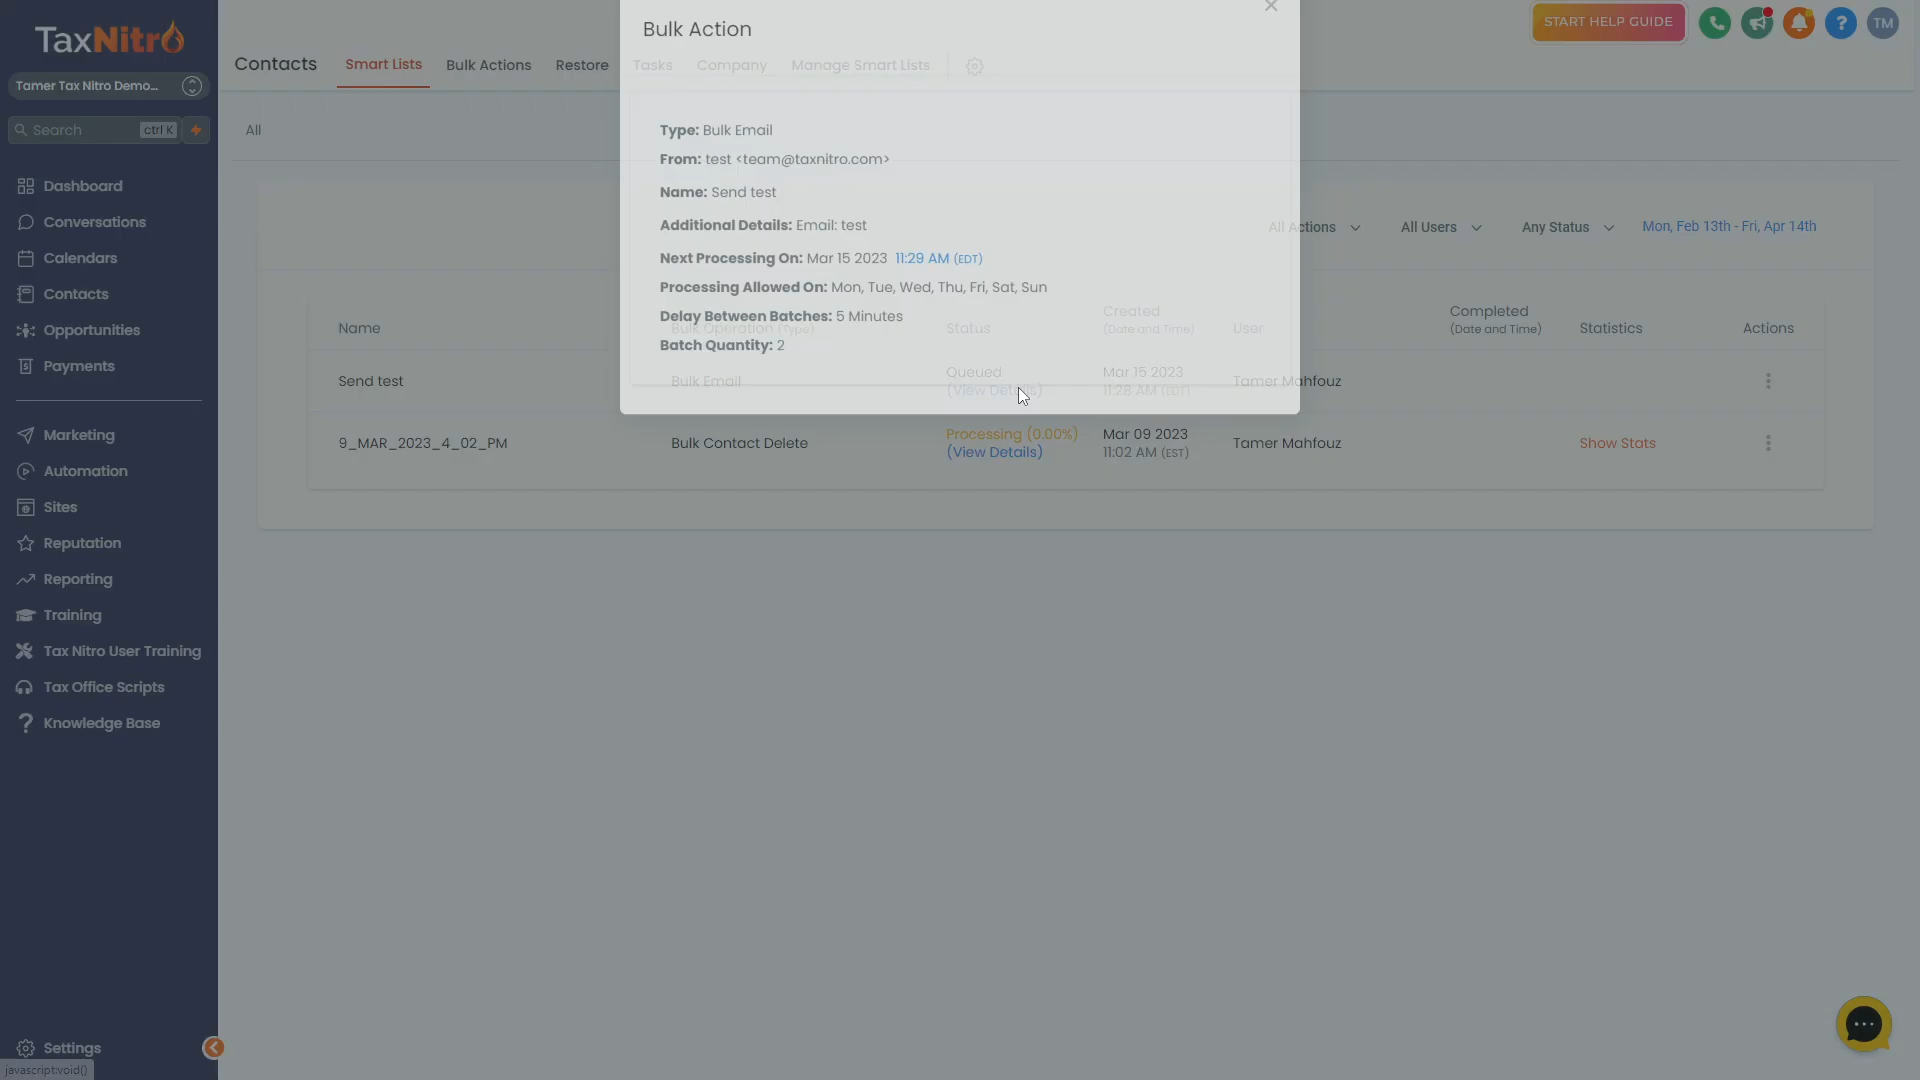 TaxNitro
Tamer Tax Nitro Demo...
Search
ctrl K
Dashboard
Conversations
Calendars
Contacts
Opportunities
Payments
Marketing
Automation
Sites
Reputation
Reporting
Training
Tax Nitro User Training
Tax Office Scripts
Knowledge Base
Settings
javascript:void()
Contacts
Smart Lists
Bulk Actions
Restore
Tasks
Company
Manage Smart Lists
START HELP GUIDE
?
TM
All
Bulk Action
Type: Bulk Email
From: test <team@taxnitro.com>
Name: Send test
Additional Details: Email: test
Next Processing On: Mar 15 2023 11:29 AM (EDT)
Processing Allowed On: Mon, Tue, Wed, Thu, Fri, Sat, Sun
Delay Between Batches: 5 Minutes
Batch Quantity: 2
All Actions
All Users
Any Status
Mon, Feb 13th - Fri, Apr 14th
Name
Bulk Operation (Type)
Status
Created
(Date and Time)
User
Completed
(Date and Time)
Statistics
Actions
Send test
Bulk Email
Queued
(View Details)
Mar 15 2023
11:28 AM (EDT)
Tamer Mahfouz
9_MAR_2023_4_02_PM
Bulk Contact Delete
Processing (0.00%)
(View Details)
Mar 09 2023
11:02 AM (EST)
Tamer Mahfouz
Show Stats